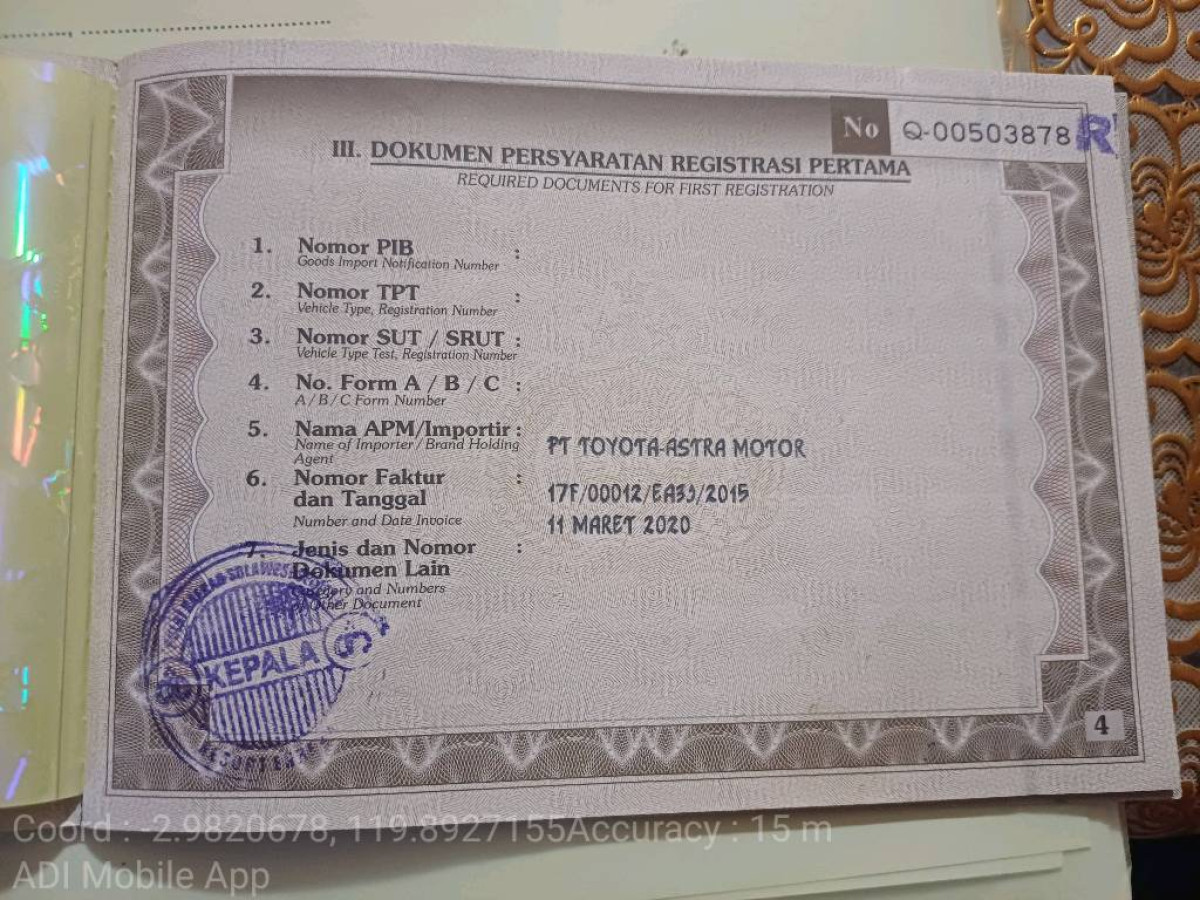 No Q-00503878 R
III. DOKUMEN PERSYARATAN REGISTRASI PERTAMA
REQUIRED DOCUMENTS FOR FIRST REGISTRATION
1. Nomor PIB :
Goods Import Notification Number
2. Nomor TPT :
Vehicle Type, Registration Number
3. Nomor SUT / SRUT :
Vehicle Type Test, Registration Number
4. No. Form A / B / C :
A / B / C Form Number
5. Nama APM/Importir : PT TOYOTA-ASTRA MOTOR
Name of Importer / Brand Holding
Agent
6. Nomor Faktur : 17F/00012/EA33/2015
dan Tanggal
Number and Date Invoice 11 MARET 2020
7. Jenis dan Nomor :
Dokumen Lain
and Numbers
Other Document
KEPALA
4
Coord : -2.9820678, 119.8927155Accuracy : 15 m
ADI Mobile App